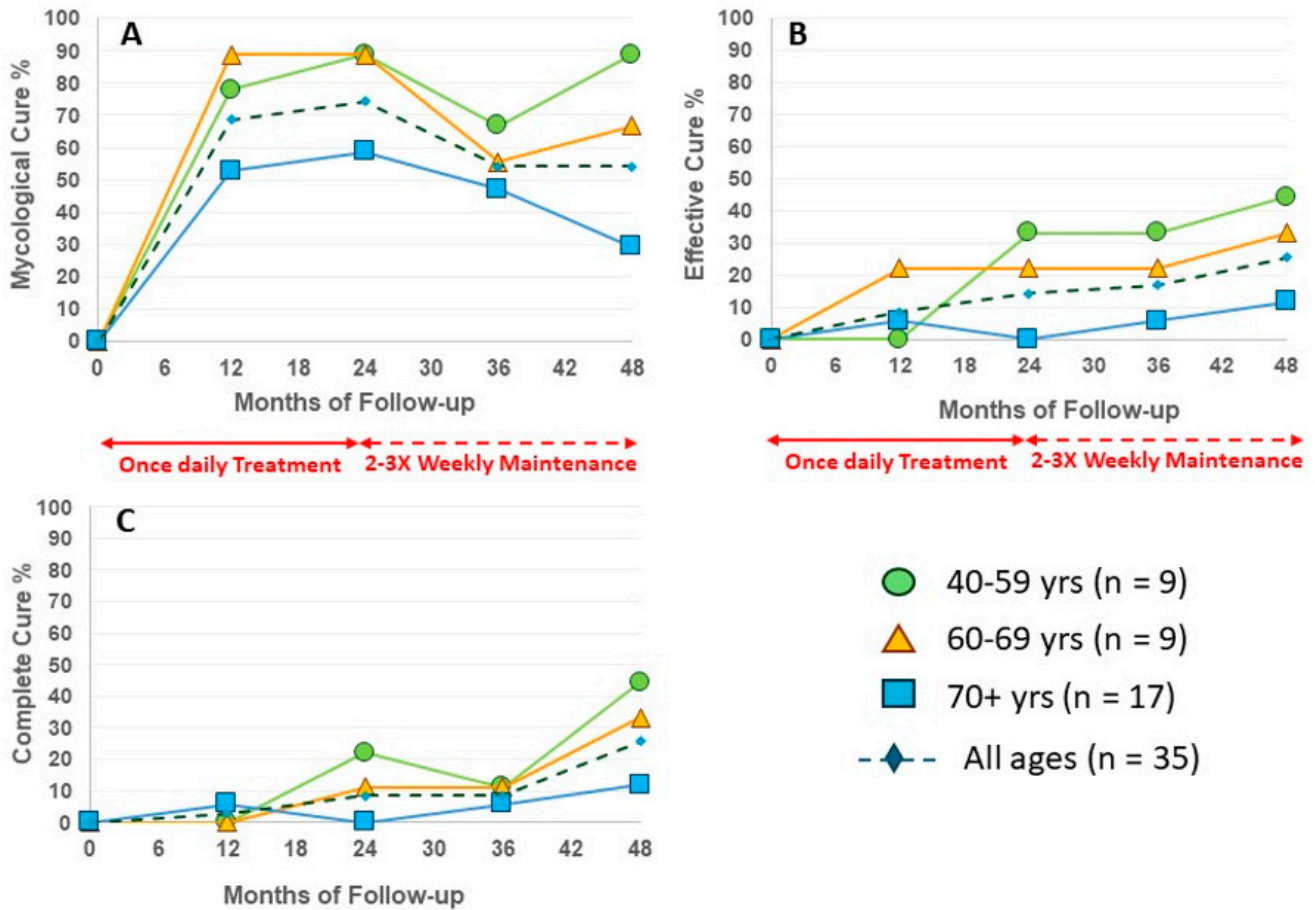 A
Mycological Cure %
100
90
80
70
60
50
40
30
20
10
0
0 6 12 18 24 30 36 42 48
Months of Follow-up
Once daily Treatment
2-3X Weekly Maintenance
B
Effective Cure %
100
90
80
70
60
50
40
30
20
10
0
0 6 12 18 24 30 36 42 48
Months of Follow-up
Once daily Treatment
2-3X Weekly Maintenance
C
Complete Cure %
100
90
80
70
60
50
40
30
20
10
0
0 6 12 18 24 30 36 42 48
Months of Follow-up
40-59 yrs (n = 9)
60-69 yrs (n = 9)
70+ yrs (n = 17)
All ages (n = 35)